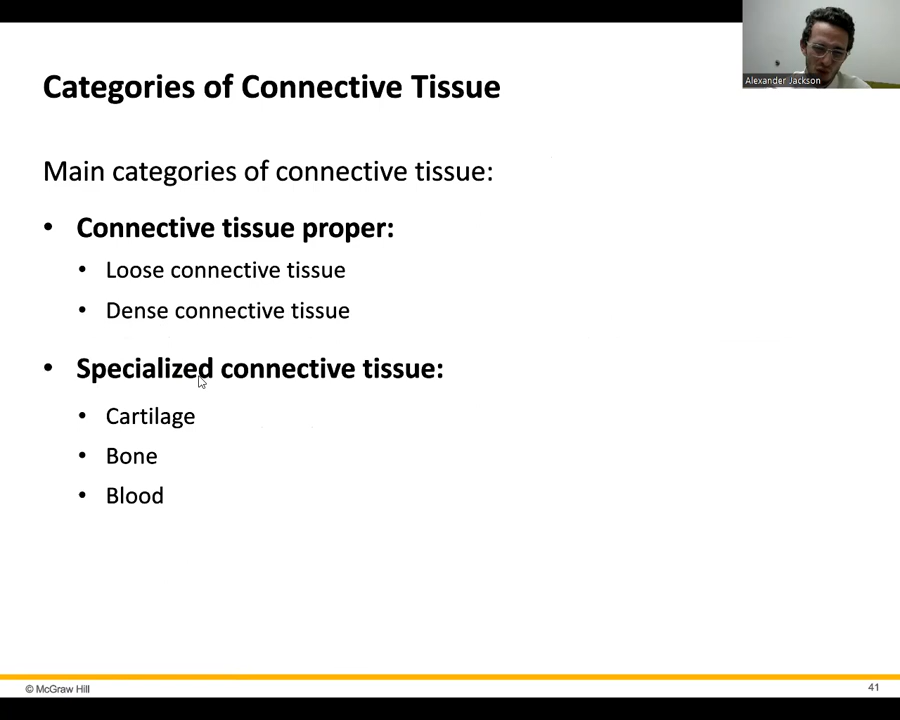 Alexander Jackson
Categories of Connective Tissue
Main categories of connective tissue:
• Connective tissue proper:
• Loose connective tissue
• Dense connective tissue
• Specialized connective tissue:
• Cartilage
• Bone
• Blood
© McGraw Hill
41